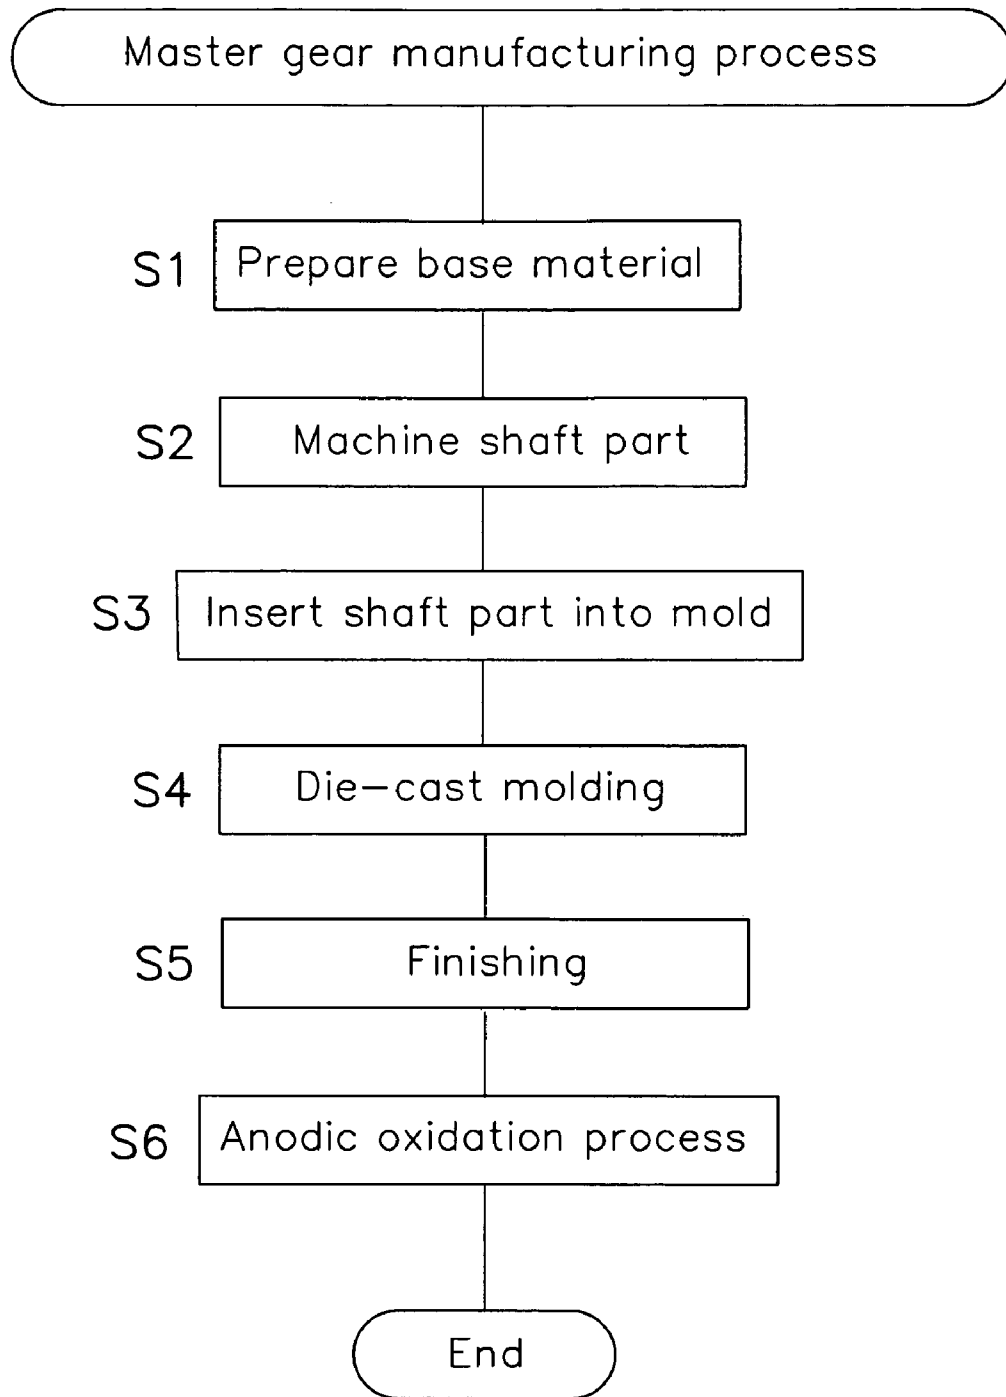 Master gear manufacturing process
S1 Prepare base material
S2 Machine shaft part
S3 Insert shaft part into mold
S4 Die-cast molding
S5 Finishing
S6 Anodic oxidation process
End